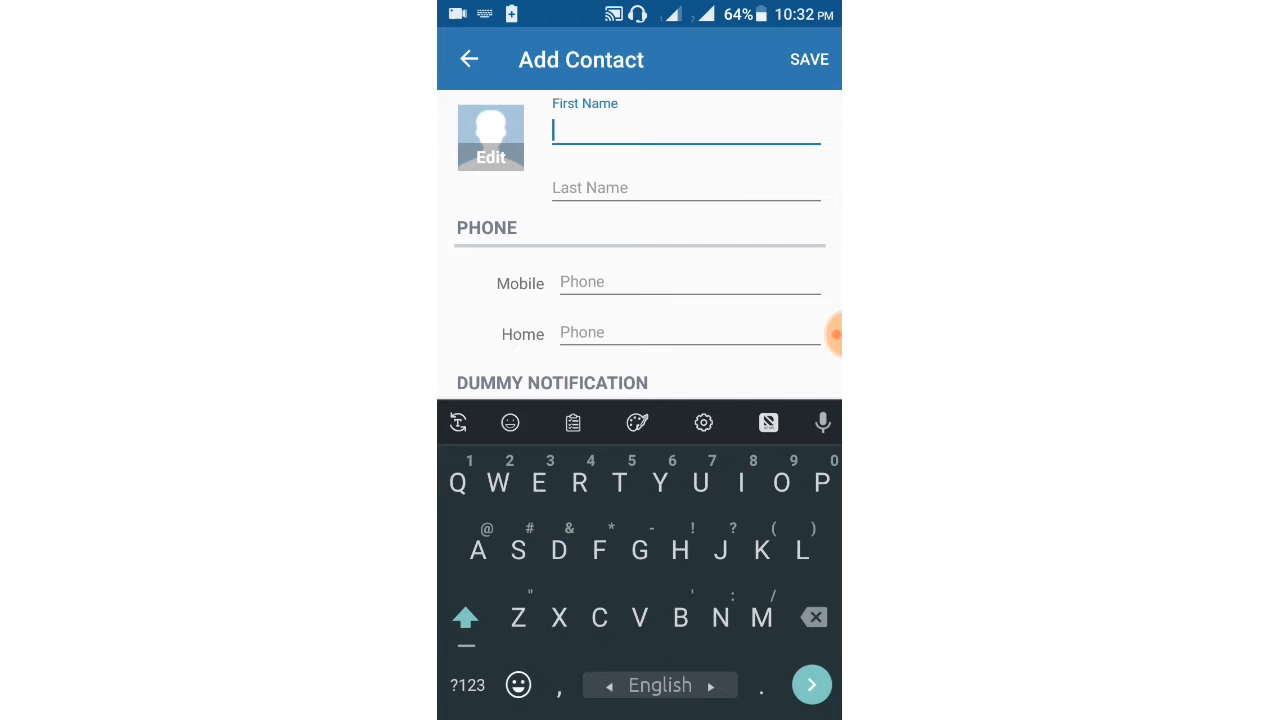 64% 10:32 PM
Add Contact SAVE
First Name
Edit
Last Name
PHONE
Mobile Phone
Home Phone
DUMMY NOTIFICATION
1 2 3 4 5 6 7 8 9 0
Q W E R T Y U I O P
@ # & * - ! ? ( )
A S D F G H J K L
" ' : /
Z X C V B N M
?123 , English .